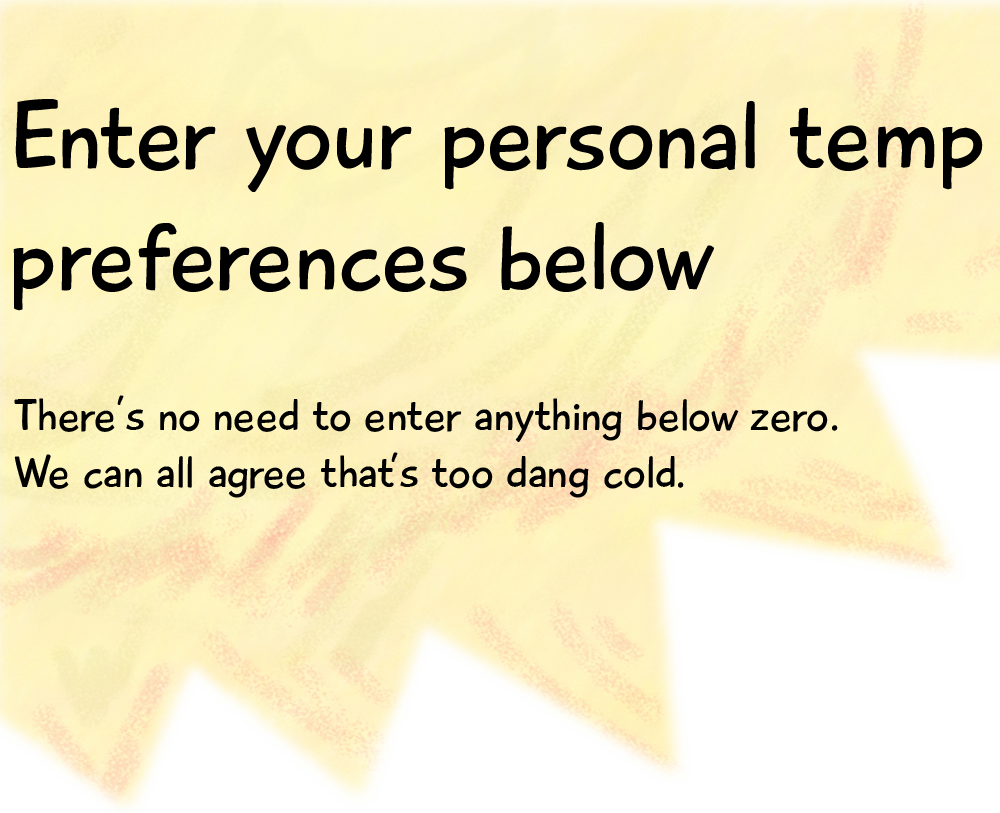 Enter your personal temp
preferences below
There's no need to enter anything below zero.
We can all agree that's too dang cold.